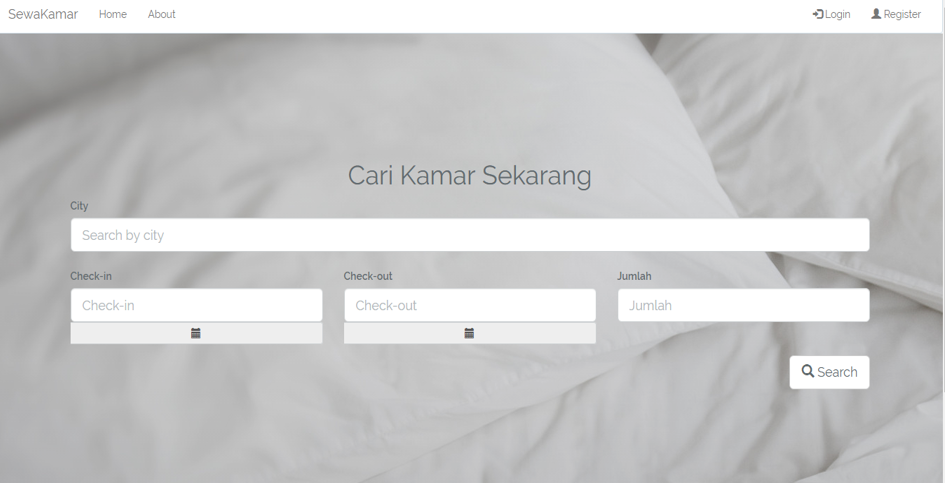 SewaKamar Home About Login Register
Cari Kamar Sekarang
City
Search by city
Check-in Check-out Jumlah
Check-in Check-out Jumlah
Search